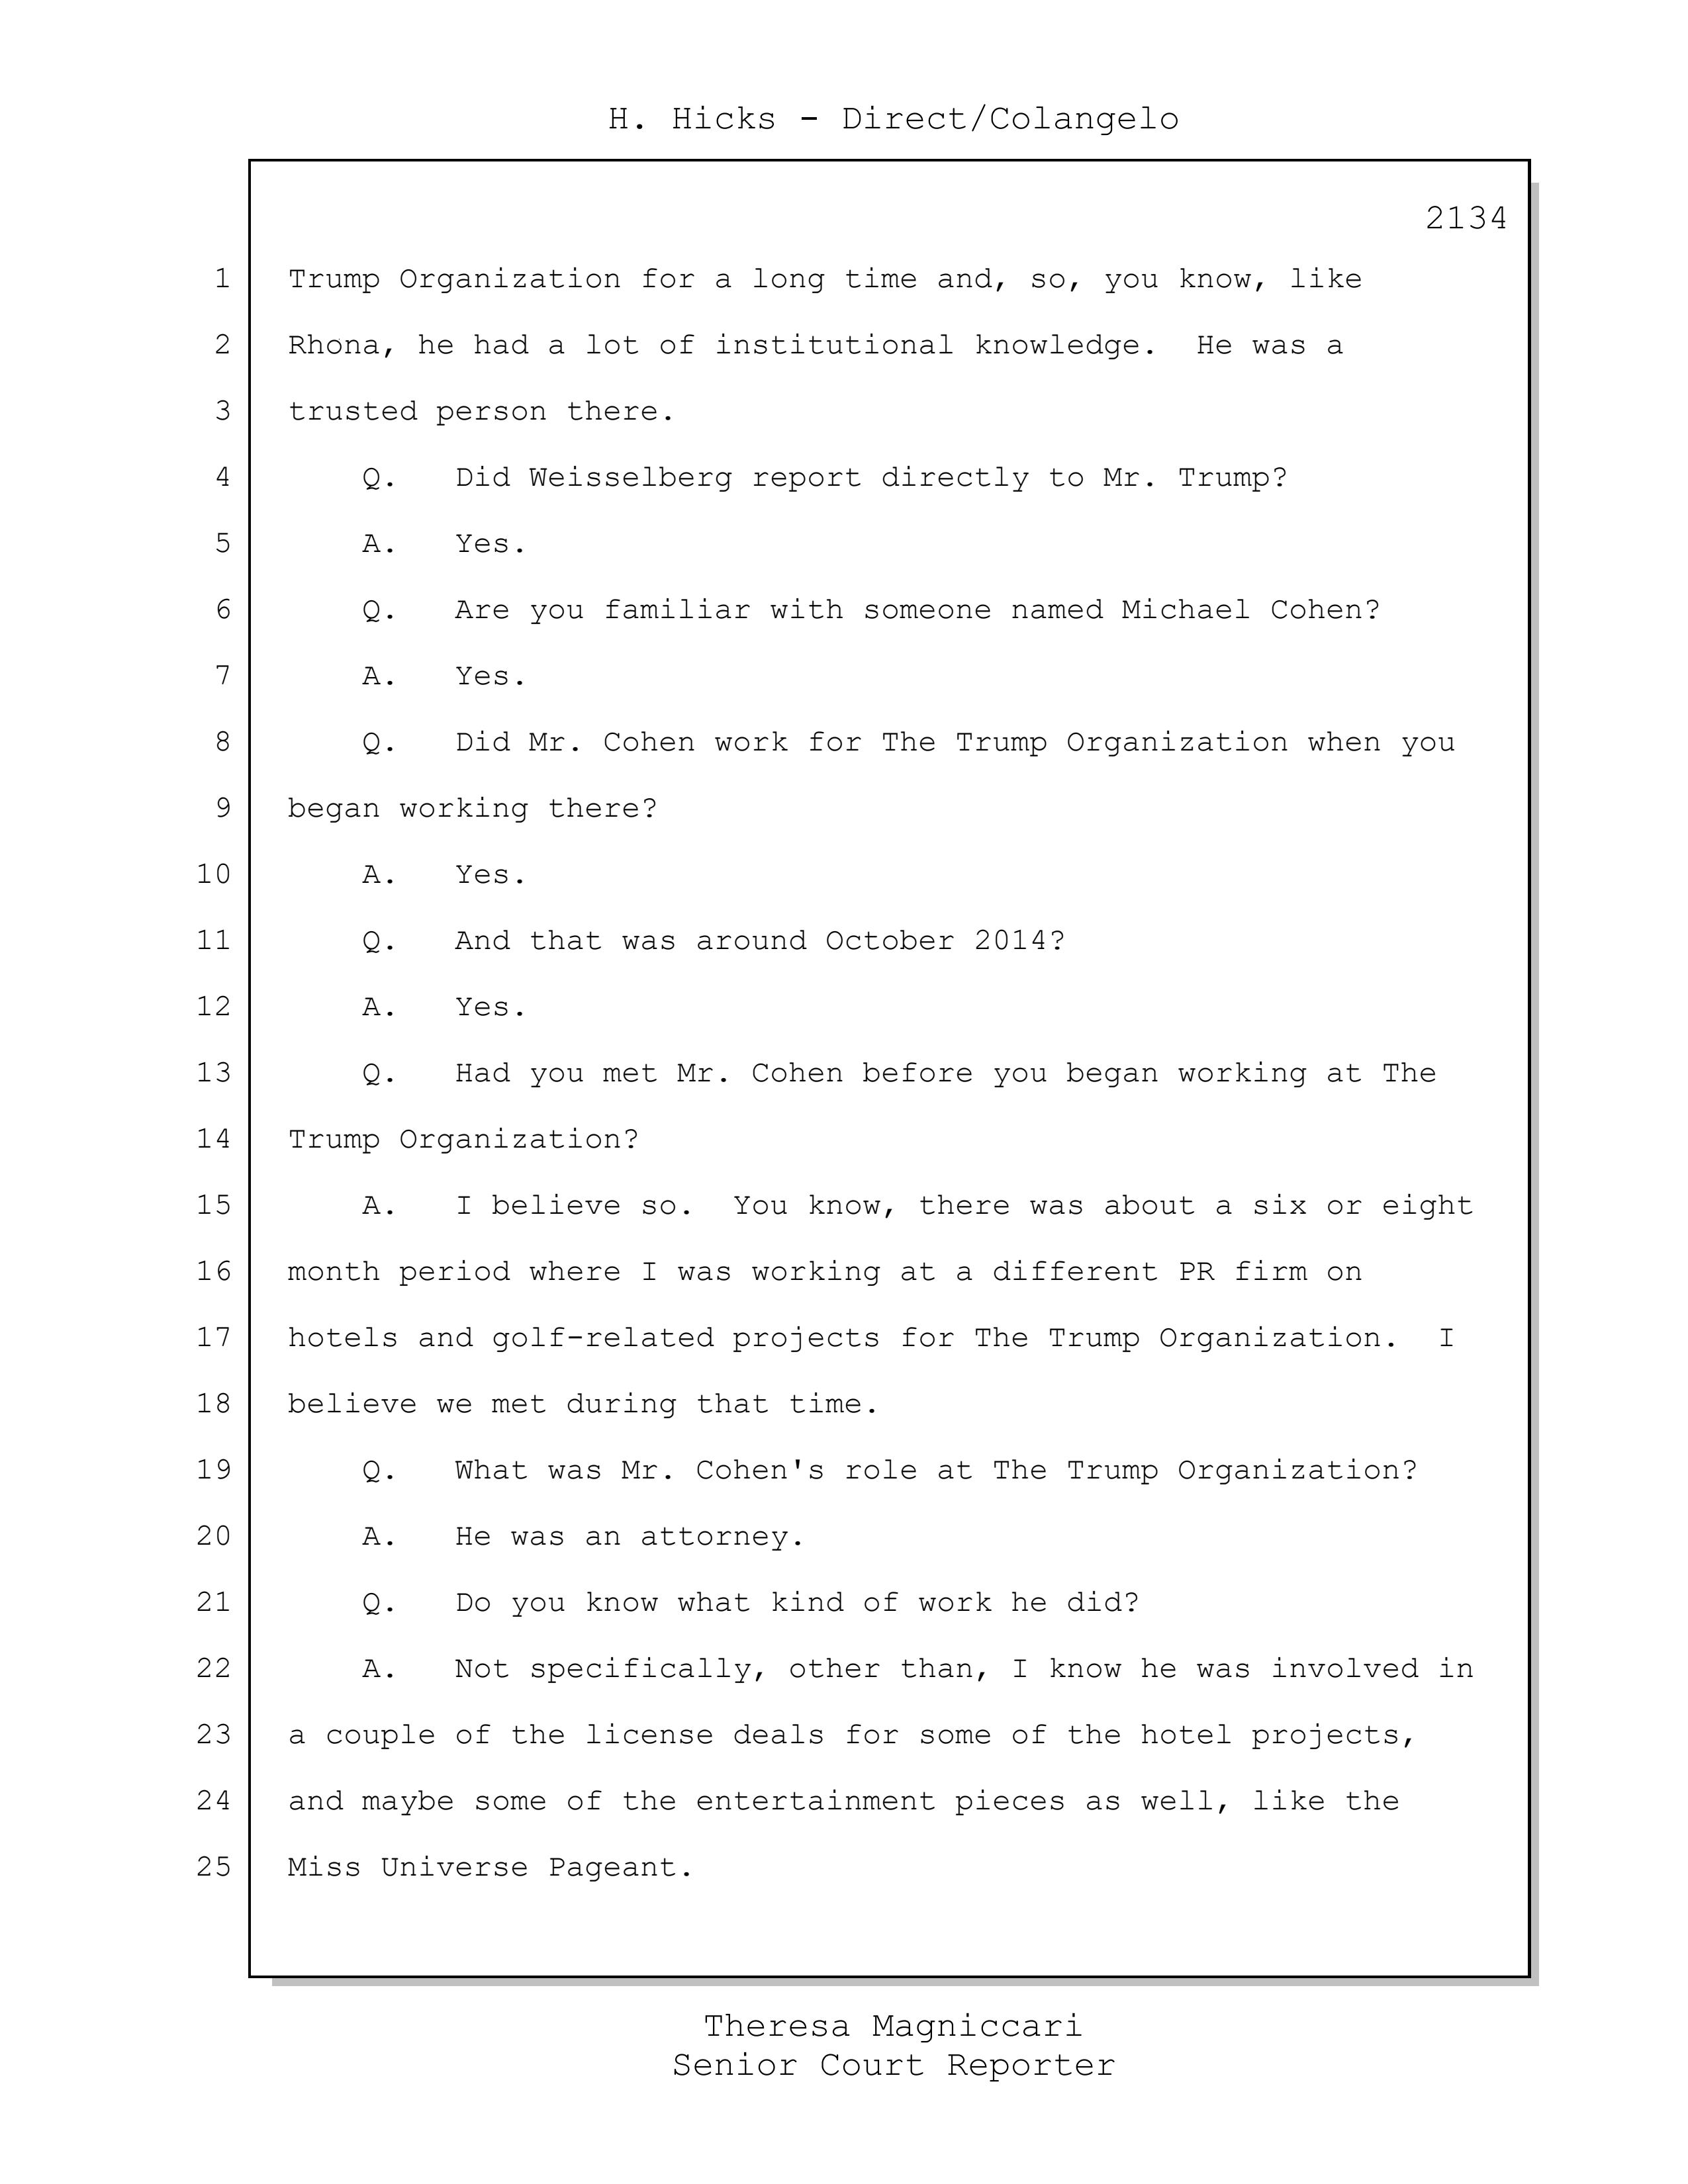 H. Hicks - Direct/Colangelo
2134
1 Trump Organization for a long time and, so, you know, like
2 Rhona, he had a lot of institutional knowledge. He was a
3 trusted person there.
4 Q. Did Weisselberg report directly to Mr. Trump?
5 A. Yes.
6 Q. Are you familiar with someone named Michael Cohen?
7 A. Yes.
8 Q. Did Mr. Cohen work for The Trump Organization when you
9 began working there?
10 A. Yes.
11 Q. And that was around October 2014?
12 A. Yes.
13 Q. Had you met Mr. Cohen before you began working at The
14 Trump Organization?
15 A. I believe so. You know, there was about a six or eight
16 month period where I was working at a different PR firm on
17 hotels and golf-related projects for The Trump Organization. I
18 believe we met during that time.
19 Q. What was Mr. Cohen's role at The Trump Organization?
20 A. He was an attorney.
21 Q. Do you know what kind of work he did?
22 A. Not specifically, other than, I know he was involved in
23 a couple of the license deals for some of the hotel projects,
24 and maybe some of the entertainment pieces as well, like the
25 Miss Universe Pageant.
Theresa Magniccari
Senior Court Reporter